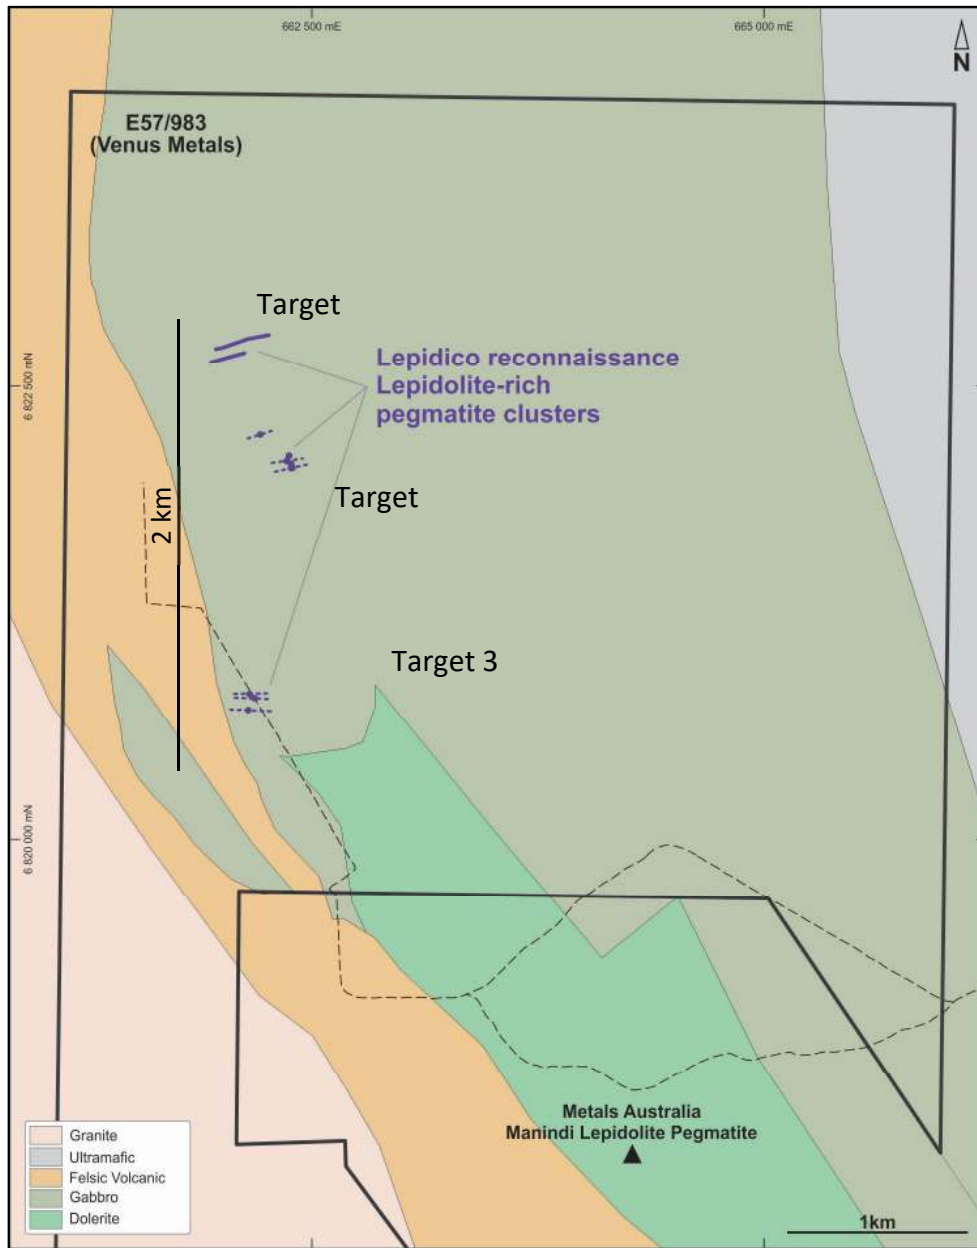 662 500 mE
665 000 mE
N
E57/983
(Venus Metals)
Target
Lepidico reconnaissance
Lepidolite-rich
pegmatite clusters
6 822 500 mN
Target
2 km
Target 3
6 820 000 mN
Metals Australia
Manindi Lepidolite Pegmatite
Granite
Ultramafic
Felsic Volcanic
Gabbro
Dolerite
1km